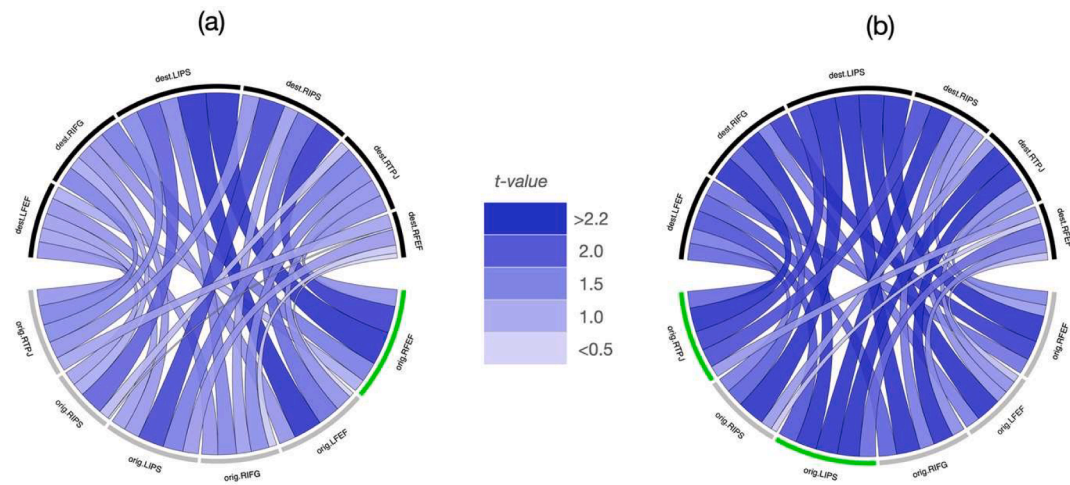 (a)
dest.LFEF
dest.RIFG
dest.LIPS
dest.RIPS
dest.RTPJ
dest.RFEF
orig.RTPJ
orig.RIPS
orig.LIPS
orig.RIFG
orig.LFEF
orig.RFEF
t-value
>2.2
2.0
1.5
1.0
<0.5
(b)
dest.LFEF
dest.RIFG
dest.LIPS
dest.RIPS
dest.RTPJ
dest.RFEF
orig.RTPJ
orig.RIPS
orig.LIPS
orig.RIFG
orig.LFEF
orig.RFEF